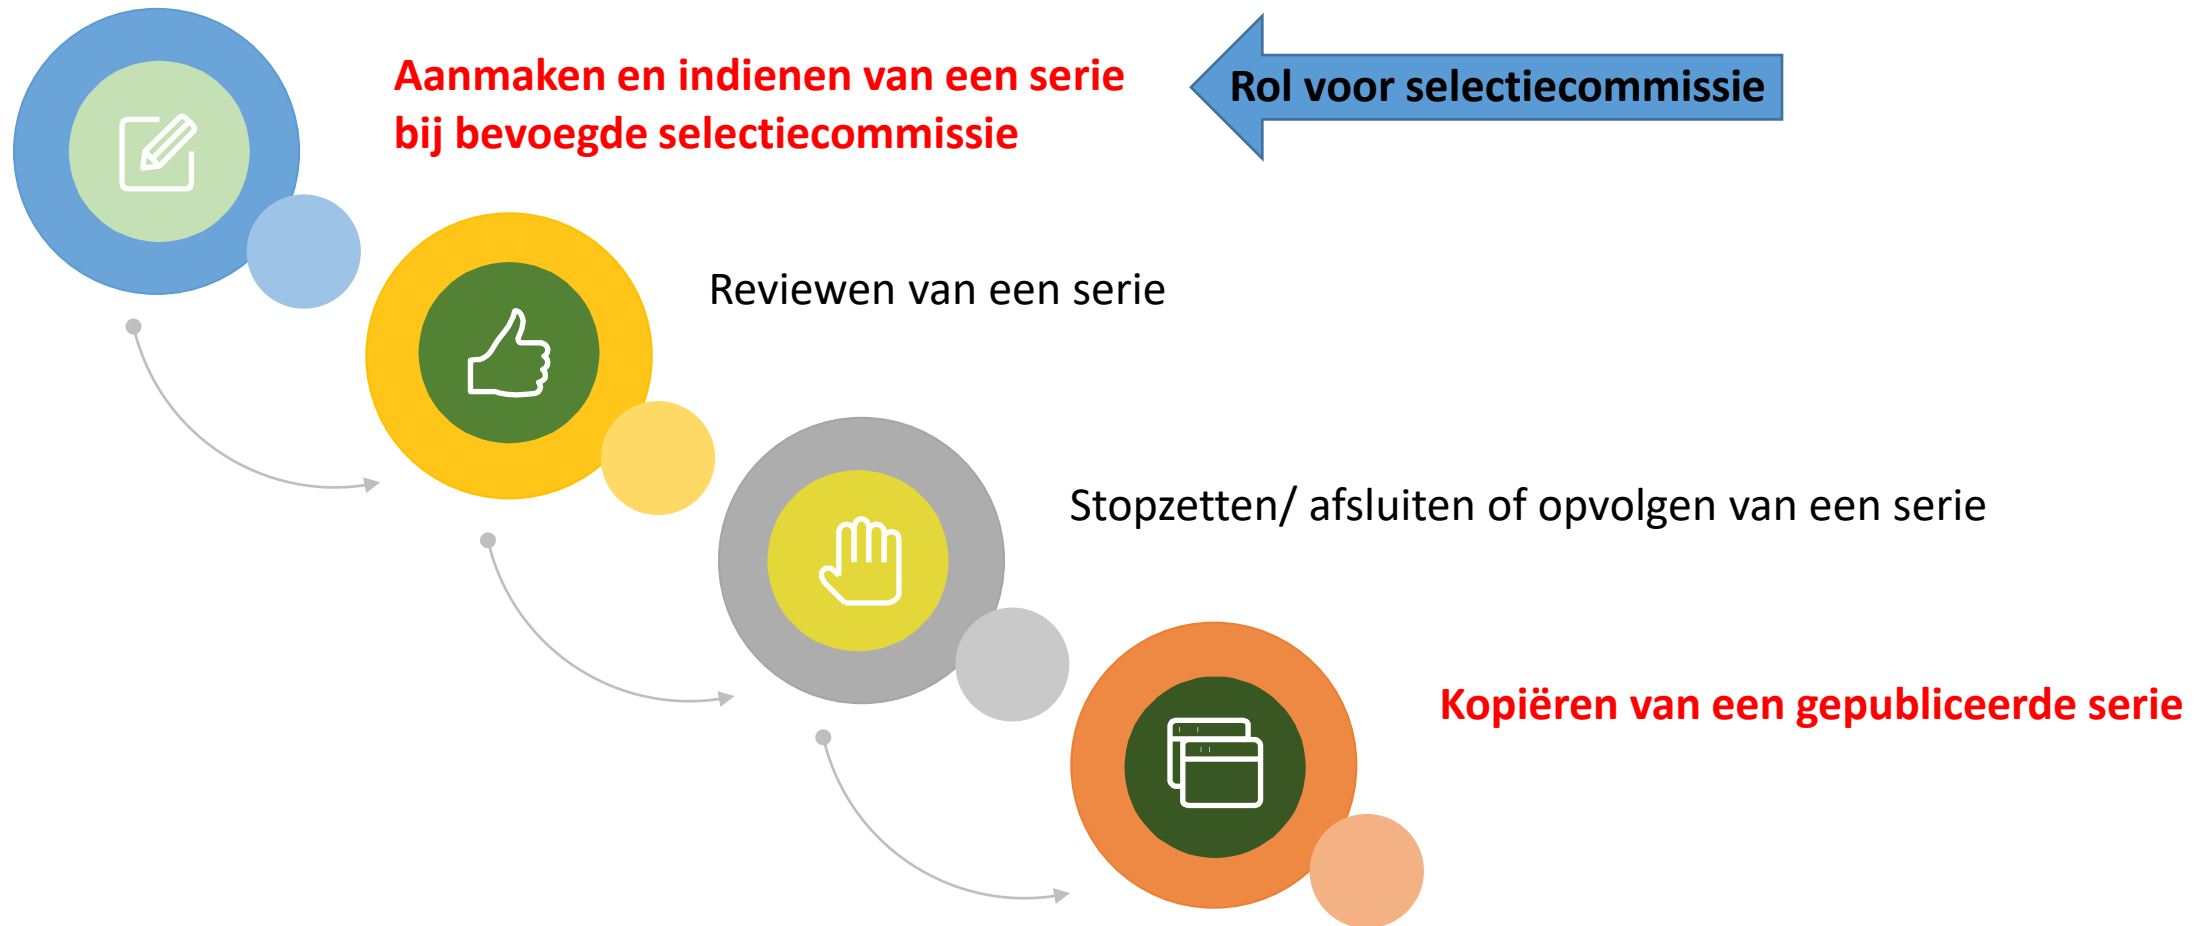 Aanmaken en indienen van een serie
bij bevoegde selectiecommissie
Rol voor selectiecommissie
Reviewen van een serie
Stopzetten/ afsluiten of opvolgen van een serie
Kopiëren van een gepubliceerde serie